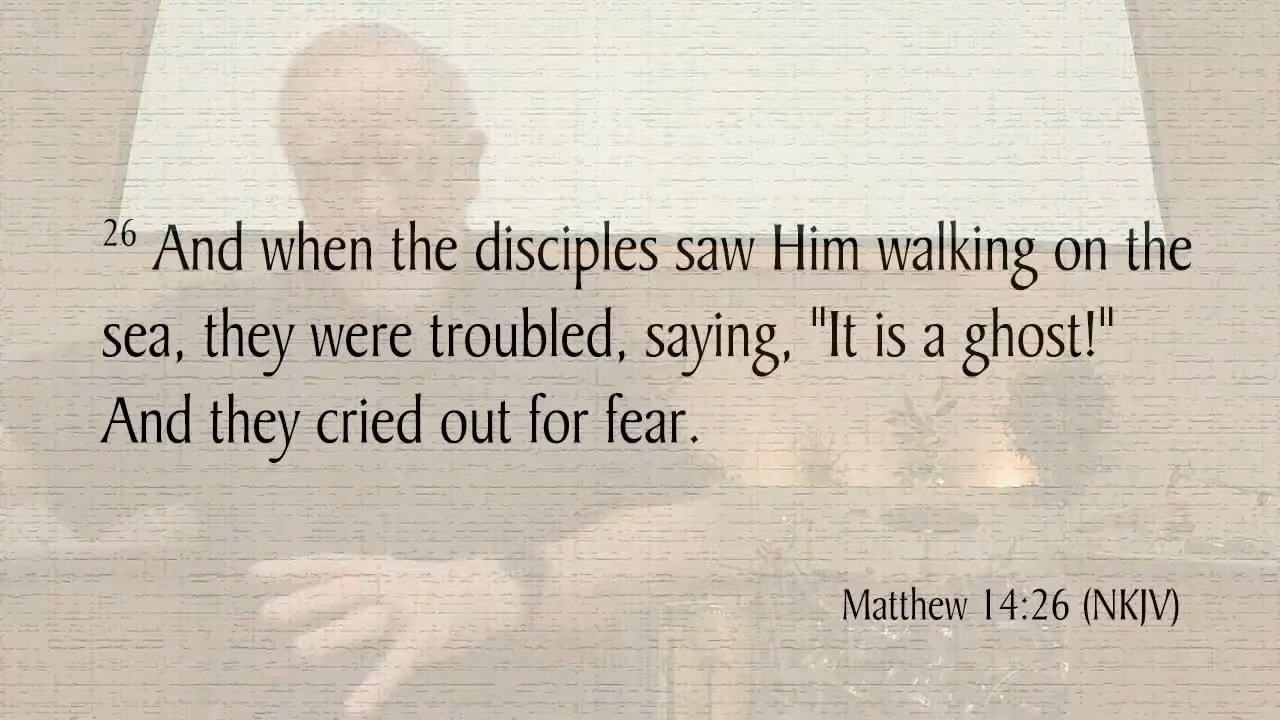 26 And when the disciples saw Him walking on the
sea, they were troubled, saying, "It is a ghost!"
And they cried out for fear.
Matthew 14:26 (NKJV)